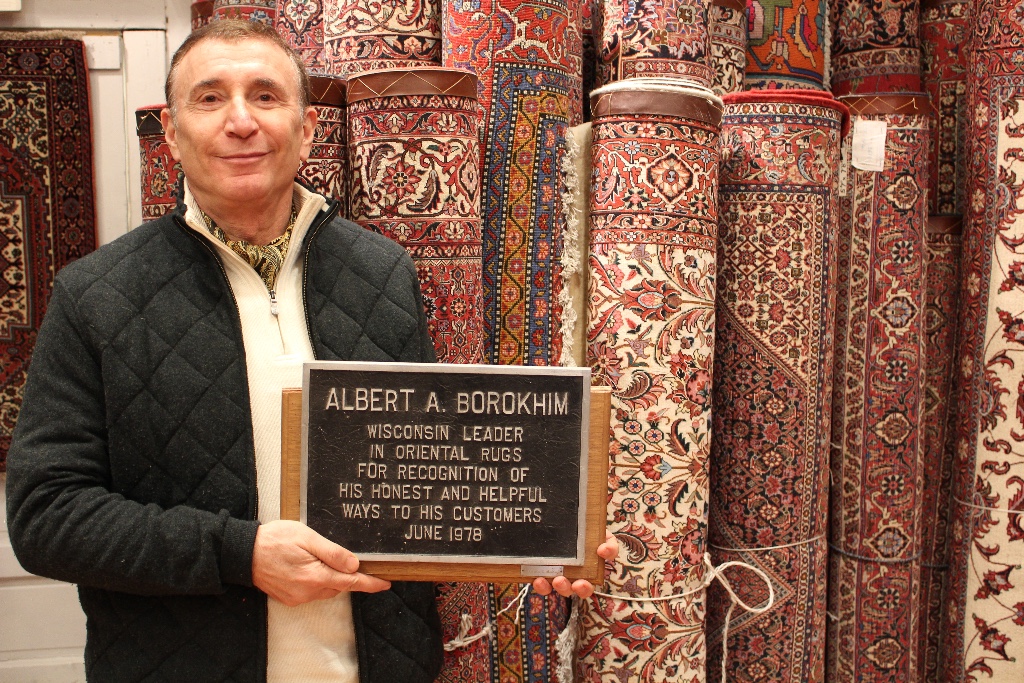 ALBERT A. BOROKHIM
WISCONSIN LEADER
IN ORIENTAL RUGS
FOR RECOGNITION OF
HIS HONEST AND HELPFUL
WAYS TO HIS CUSTOMERS
JUNE 1978